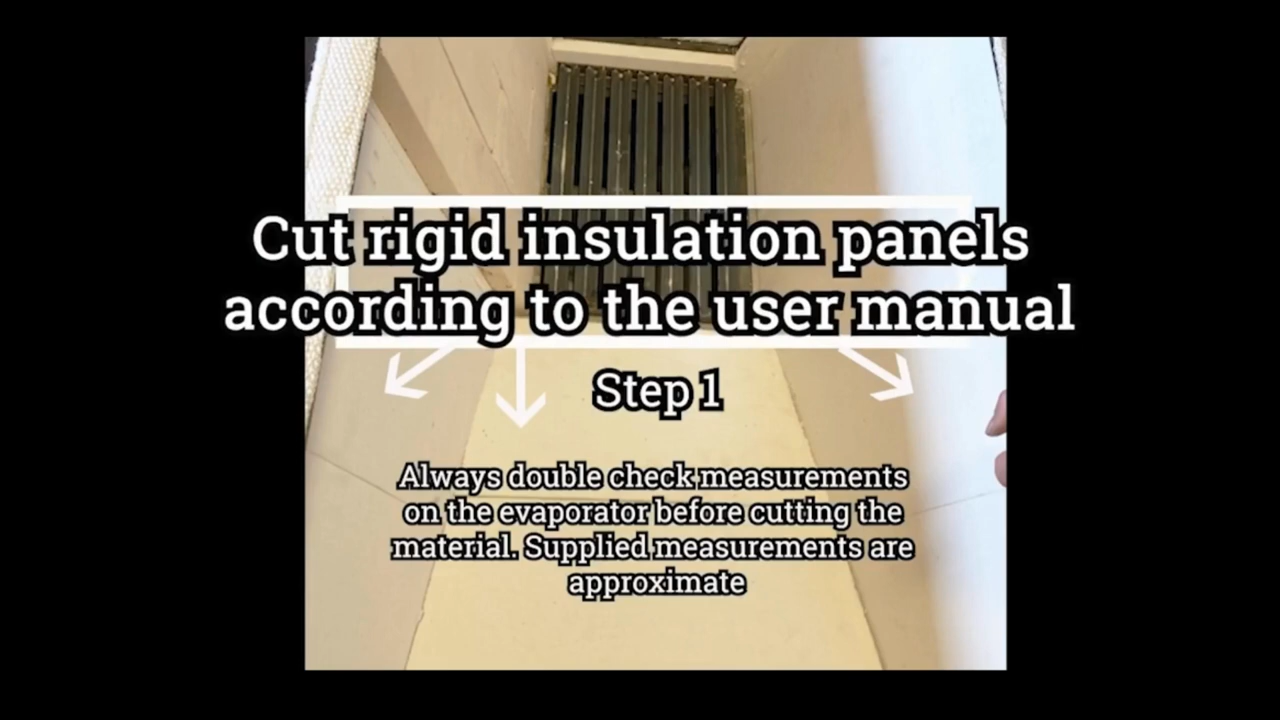 Cut rigid insulation panels
according to the user manual
Step 1
Always double check measurements
on the evaporator before cutting the
material. Supplied measurements are
approximate